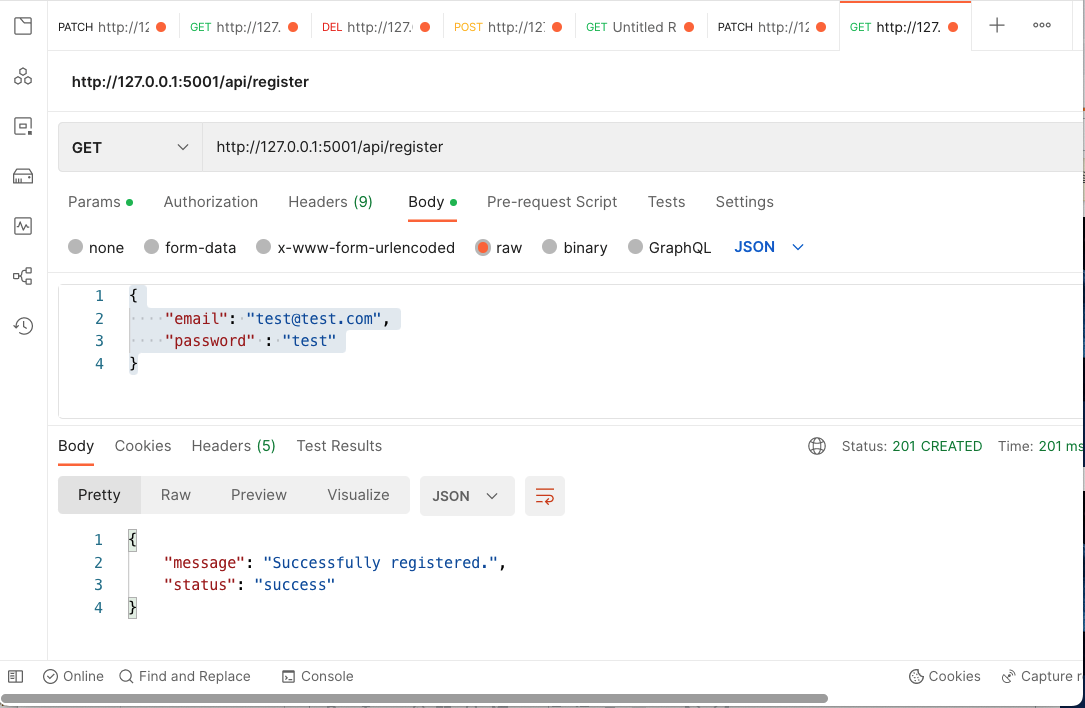 PATCH http://12 GET http://127. DEL http://127. POST http://12 GET Untitled R PATCH http://12 GET http://127.
http://127.0.0.1:5001/api/register
GET http://127.0.0.1:5001/api/register
Params Authorization Headers (9) Body Pre-request Script Tests Settings
none form-data x-www-form-urlencoded raw binary GraphQL JSON
1 {
2 "email": "test@test.com",
3 "password" : "test"
4 }
Body Cookies Headers (5) Test Results Status: 201 CREATED Time: 201 ms
Pretty Raw Preview Visualize JSON
1 {
2 "message": "Successfully registered.",
3 "status": "success"
4 }
Online Find and Replace Console Cookies Capture r